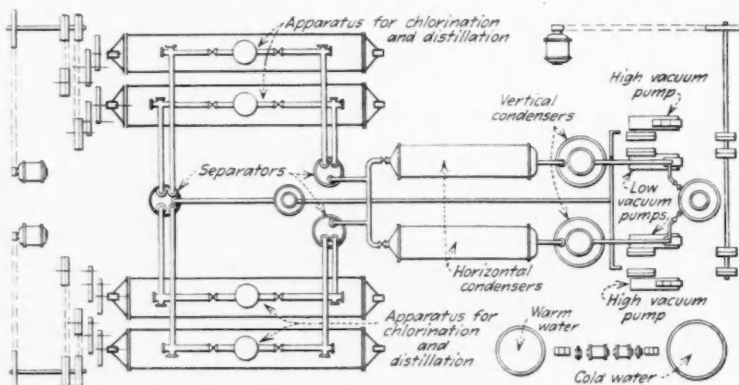 Apparatus for chlorination
and distillation
High vacuum
pump
Vertical
condensers
Separators
Low
vacuum
pumps
Horizontal
condensers
High vacuum
pump
Warm
water
Apparatus for
chlorination
and
distillation
Cold water